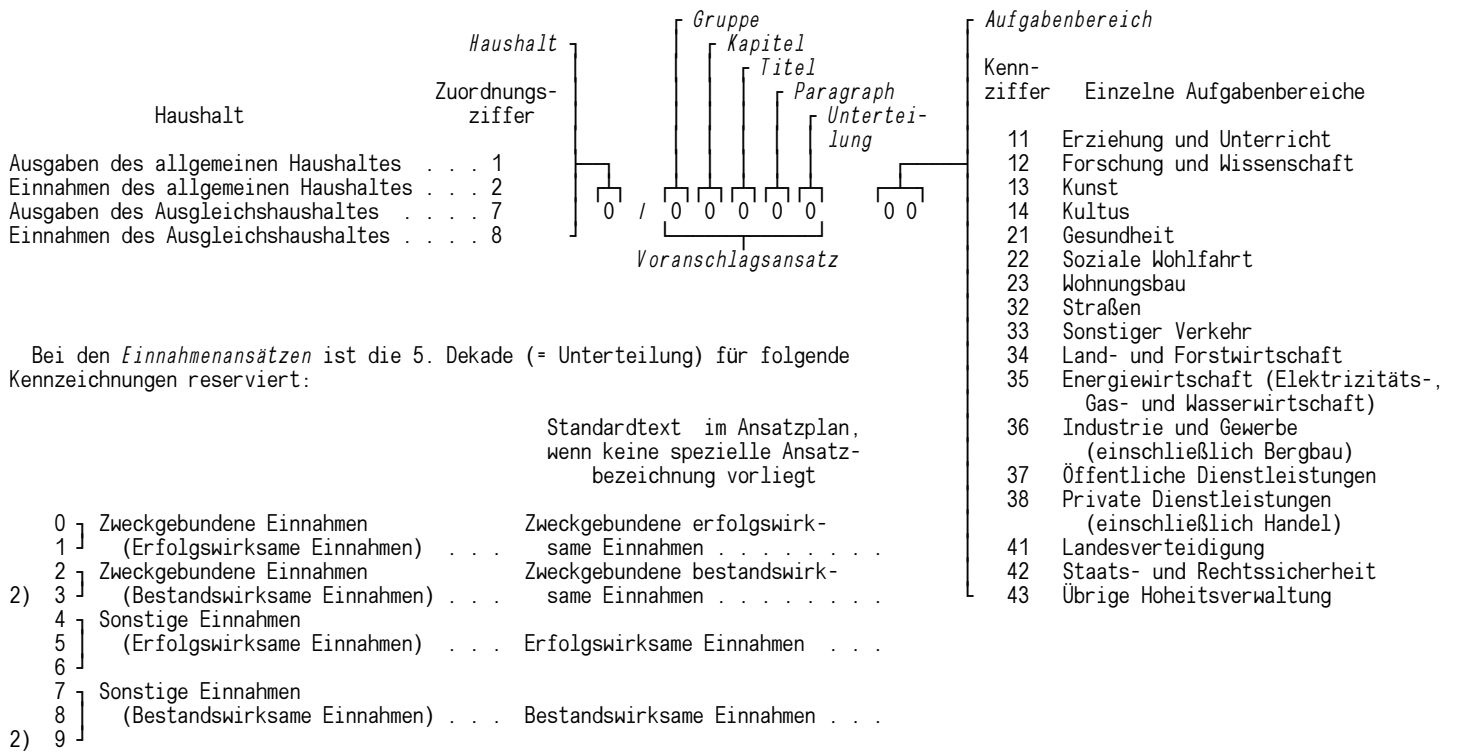 Gruppe
Kapitel
Titel
Paragraph
Unterteilung
Haushalt
Zuordnungs-
Haushalt ziffer
Ausgaben des allgemeinen Haushaltes . . . 1
Einnahmen des allgemeinen Haushaltes . . . 2
Ausgaben des Ausgleichshaushaltes . . . . 7
Einnahmen des Ausgleichshaushaltes . . . . 8
0 / 0 0 0 0 0 0 0
Voranschlagsansatz
Bei den Einnahmenansätzen ist die 5. Dekade (= Unterteilung) für folgende
Kennzeichnungen reserviert:
Standardtext im Ansatzplan,
wenn keine spezielle Ansatz-
bezeichnung vorliegt
0 Zweckgebundene Einnahmen Zweckgebundene erfolgswirk-
1 (Erfolgswirksame Einnahmen) . . . same Einnahmen . . . . . . . .
2 Zweckgebundene Einnahmen Zweckgebundene bestandswirk-
2) 3 (Bestandswirksame Einnahmen) . . . same Einnahmen . . . . . . . .
4 Sonstige Einnahmen
5 (Erfolgswirksame Einnahmen) . . . Erfolgswirksame Einnahmen . . .
6
7 Sonstige Einnahmen
8 (Bestandswirksame Einnahmen) . . . Bestandswirksame Einnahmen . . .
2) 9
Aufgabenbereich
Kenn-
ziffer Einzelne Aufgabenbereiche
11 Erziehung und Unterricht
12 Forschung und Wissenschaft
13 Kunst
14 Kultus
21 Gesundheit
22 Soziale Wohlfahrt
23 Wohnungsbau
32 Straßen
33 Sonstiger Verkehr
34 Land- und Forstwirtschaft
35 Energiewirtschaft (Elektrizitäts-,
Gas- und Wasserwirtschaft)
36 Industrie und Gewerbe
(einschließlich Bergbau)
37 Öffentliche Dienstleistungen
38 Private Dienstleistungen
(einschließlich Handel)
41 Landesverteidigung
42 Staats- und Rechtssicherheit
43 Übrige Hoheitsverwaltung